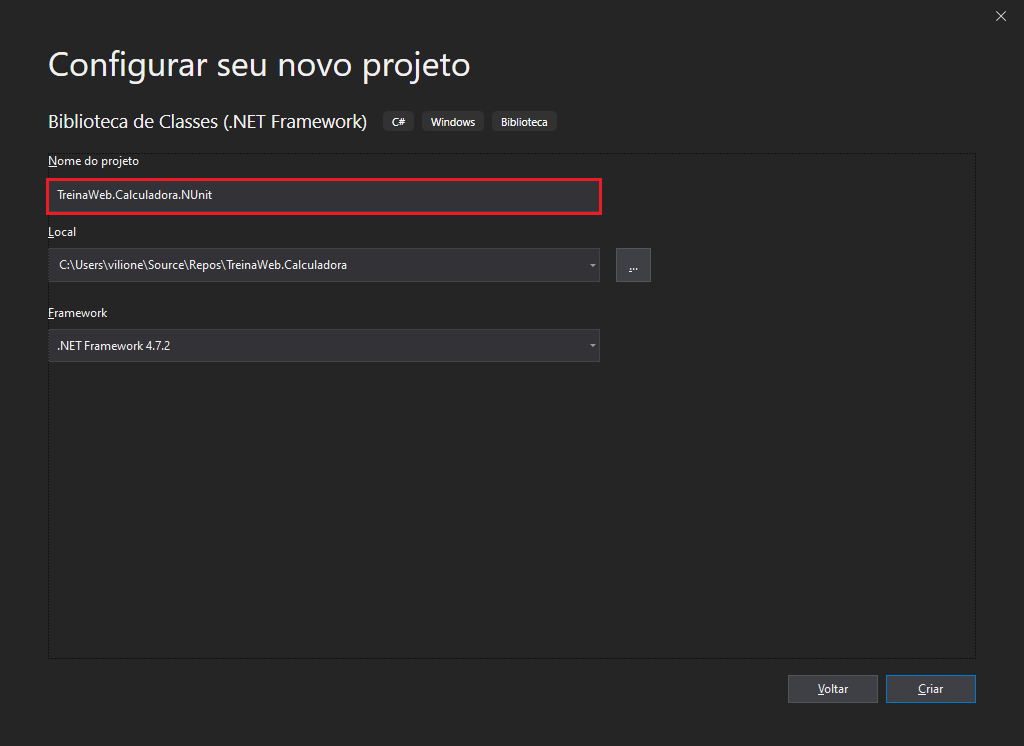 Configurar seu novo projeto
Biblioteca de Classes (.NET Framework) C# Windows Biblioteca
Nome do projeto
TreinaWeb.Calculadora.NUnit
Local
C:\Users\vilione\Source\Repos\TreinaWeb.Calculadora
...
Framework
.NET Framework 4.7.2
Voltar Criar